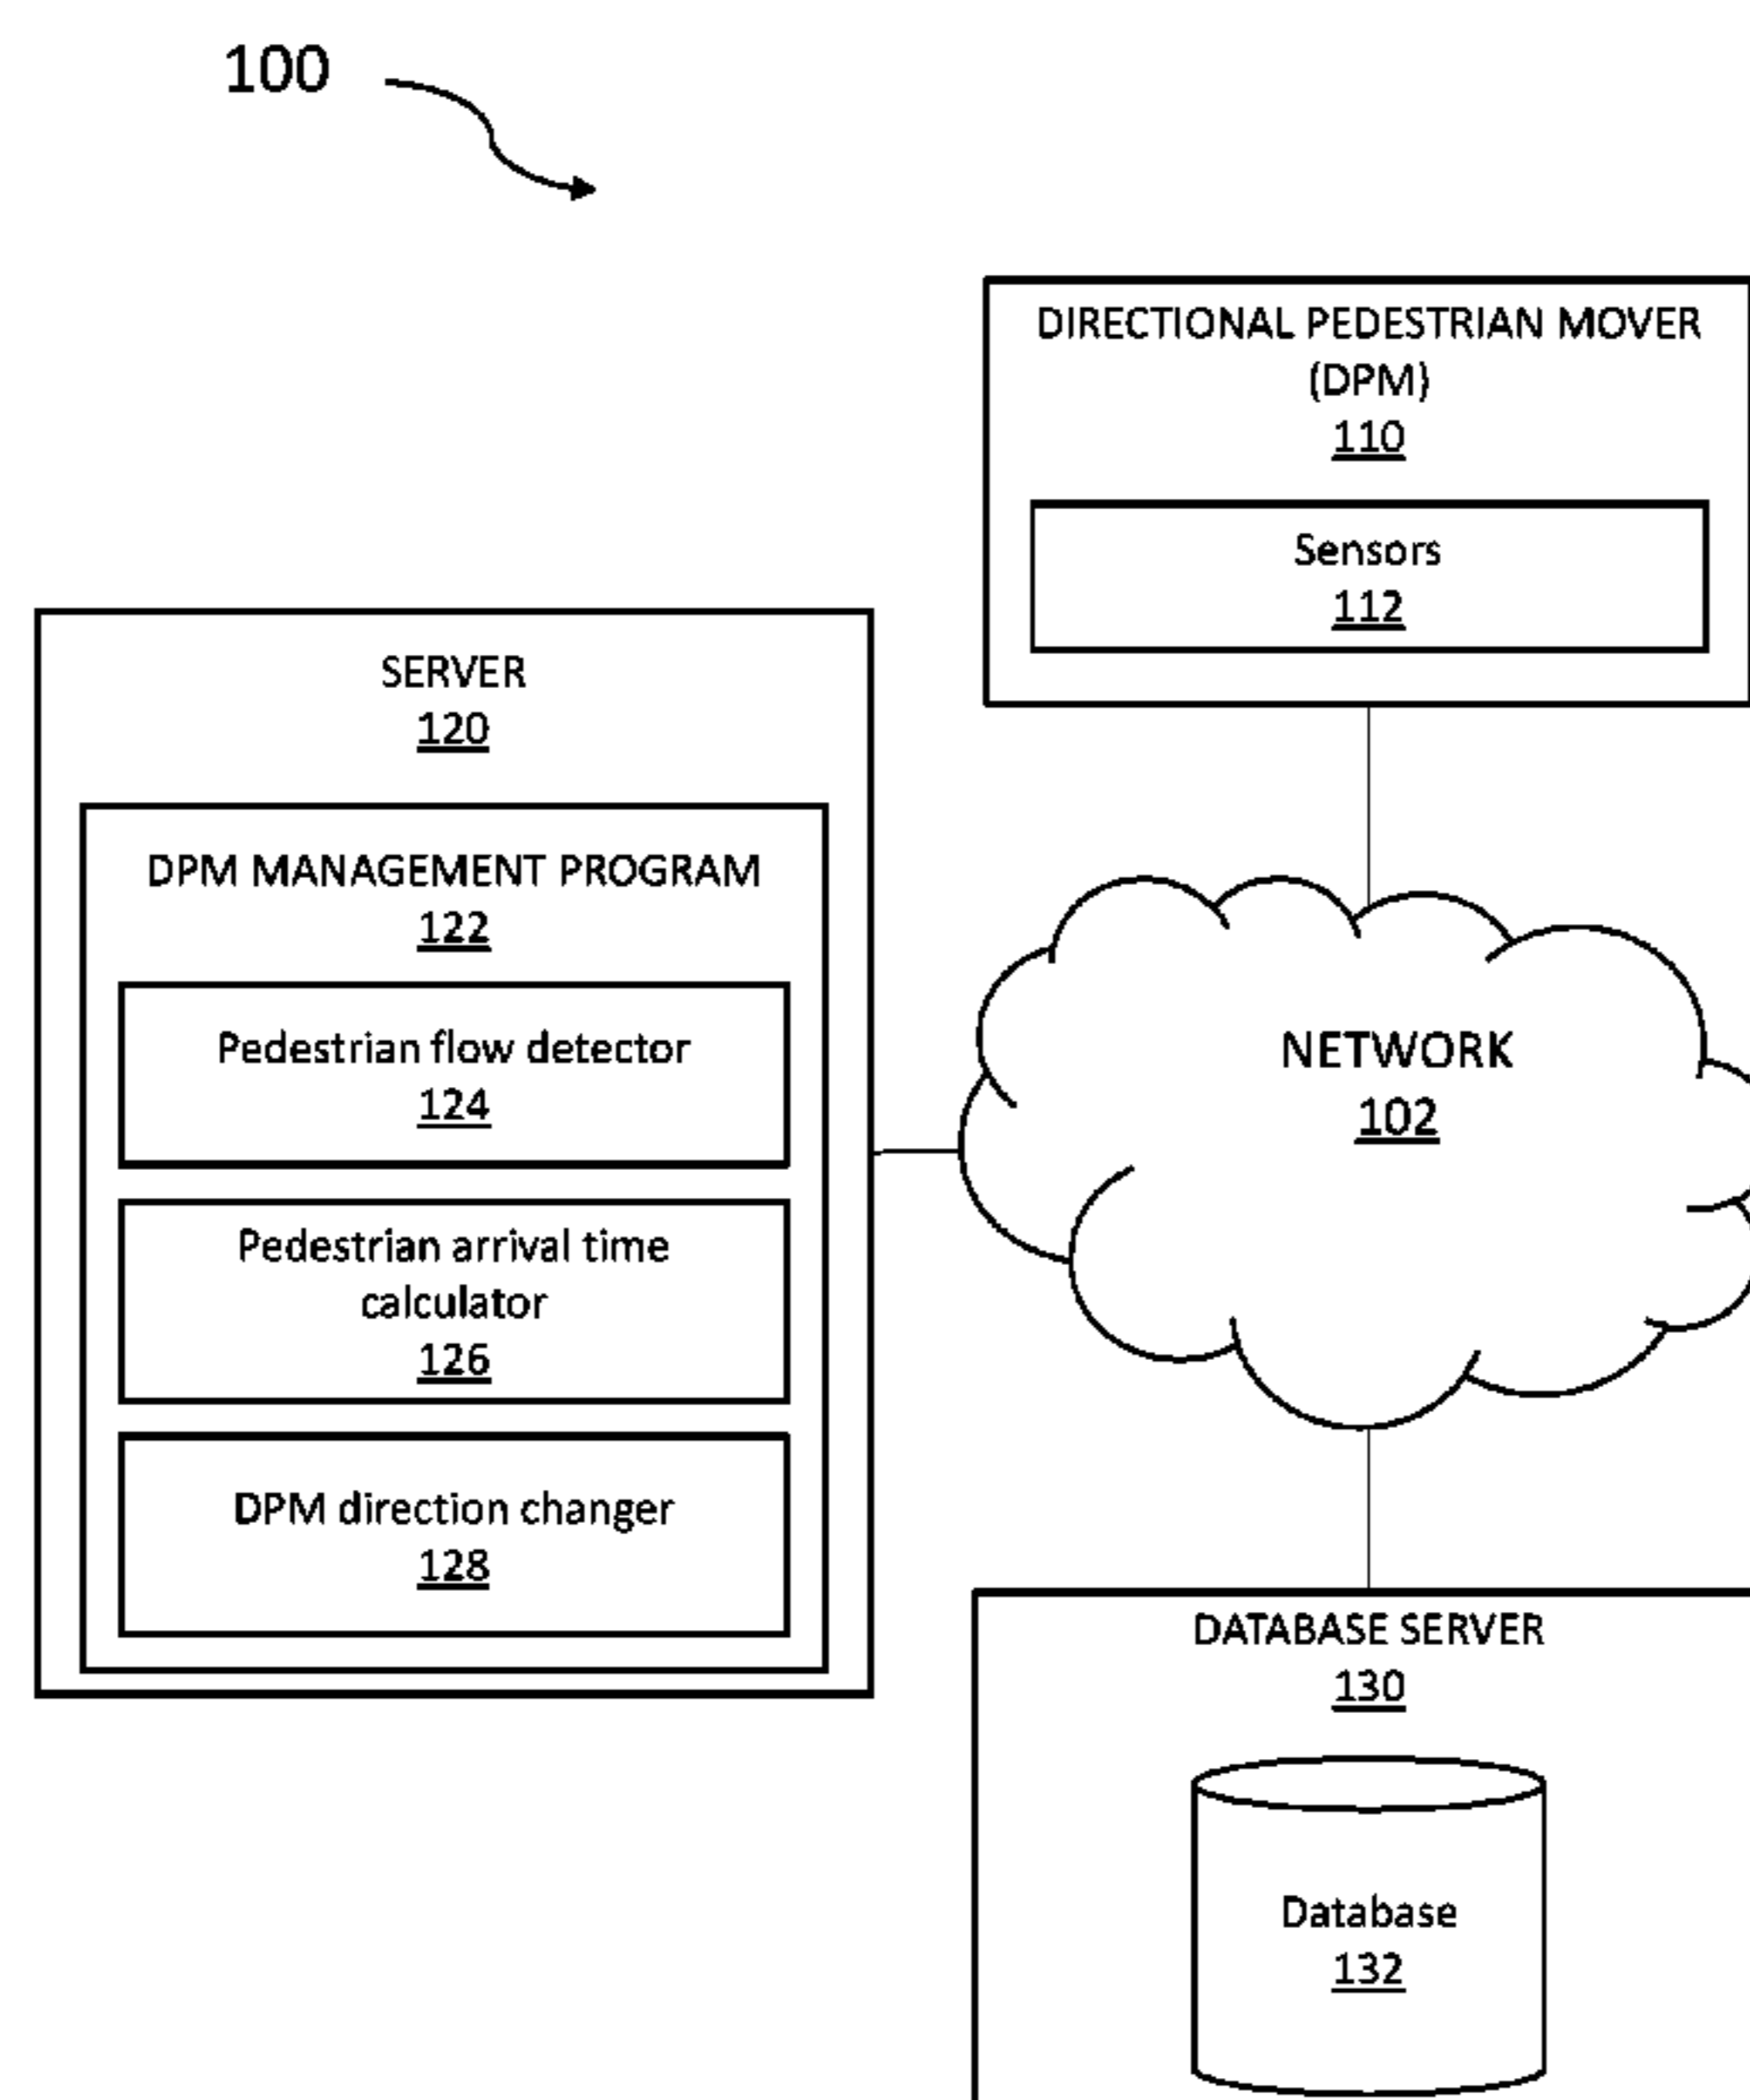 100
DIRECTIONAL PEDESTRIAN MOVER
(DPM)
110
Sensors
112
SERVER
120
DPM MANAGEMENT PROGRAM
122
Pedestrian flow detector
124
Pedestrian arrival time
calculator
126
DPM direction changer
128
NETWORK
102
DATABASE SERVER
130
Database
132